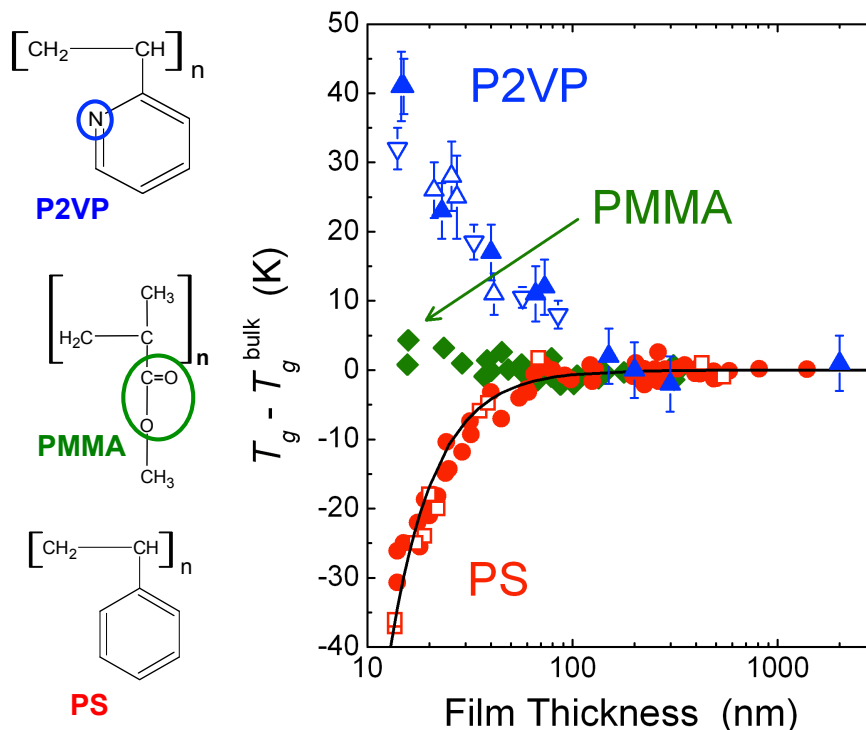 [CH2 CH]n
N
P2VP
[CH3
H2C C]n
C=O
O
PMMA
CH3
[CH2 CH]n
PS
Tg - Tg bulk (K)
50
40
30
20
10
0
-10
-20
-30
-40
P2VP
PMMA
PS
10 100 1000
Film Thickness (nm)